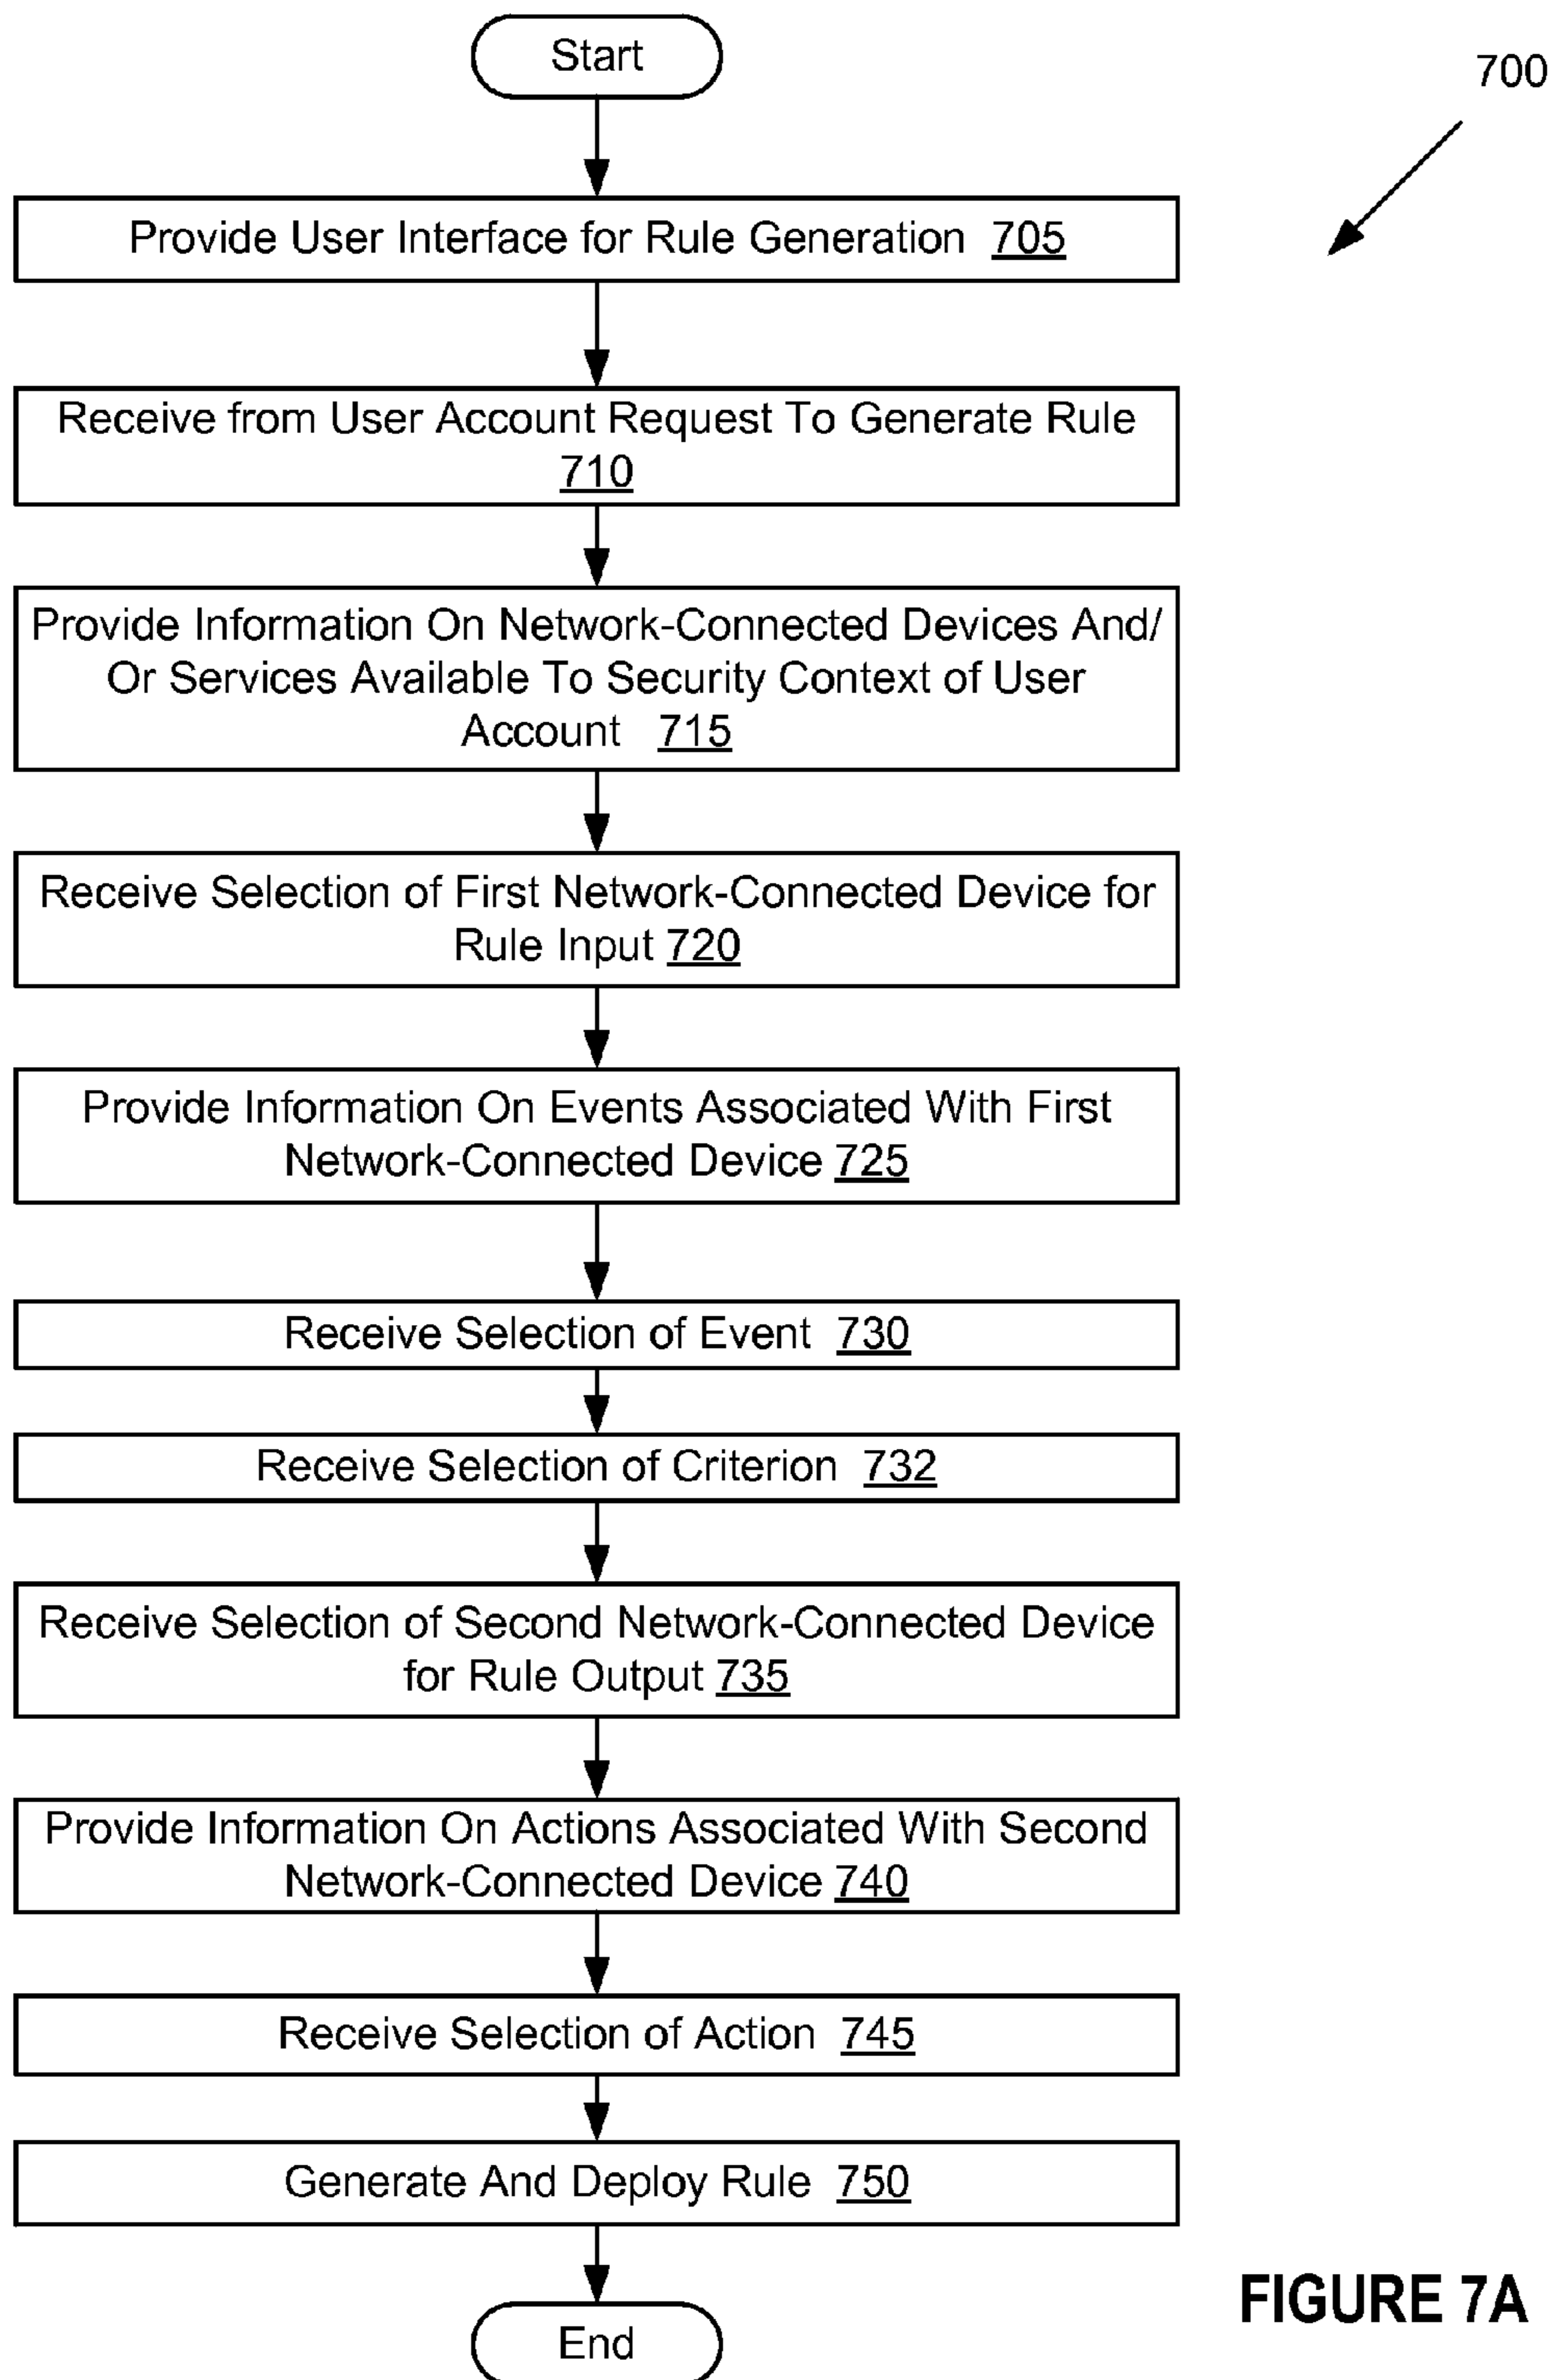 Start
700
Provide User Interface for Rule Generation 705
Receive from User Account Request To Generate Rule
710
Provide Information On Network-Connected Devices And/
Or Services Available To Security Context of User
Account 715
Receive Selection of First Network-Connected Device for
Rule Input 720
Provide Information On Events Associated With First
Network-Connected Device 725
Receive Selection of Event 730
Receive Selection of Criterion 732
Receive Selection of Second Network-Connected Device
for Rule Output 735
Provide Information On Actions Associated With Second
Network-Connected Device 740
Receive Selection of Action 745
Generate And Deploy Rule 750
End
FIGURE 7A